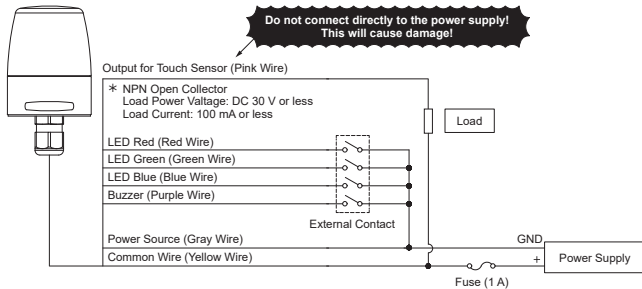 Do not connect directly to the power supply!
This will cause damage!
Output for Touch Sensor (Pink Wire)
* NPN Open Collector
Load Power Valtage: DC 30 V or less
Load Current: 100 mA or less
Load
LED Red (Red Wire)
LED Green (Green Wire)
LED Blue (Blue Wire)
Buzzer (Purple Wire)
External Contact
Power Source (Gray Wire)
GND
Common Wire (Yellow Wire)
+
Power Supply
Fuse (1 A)